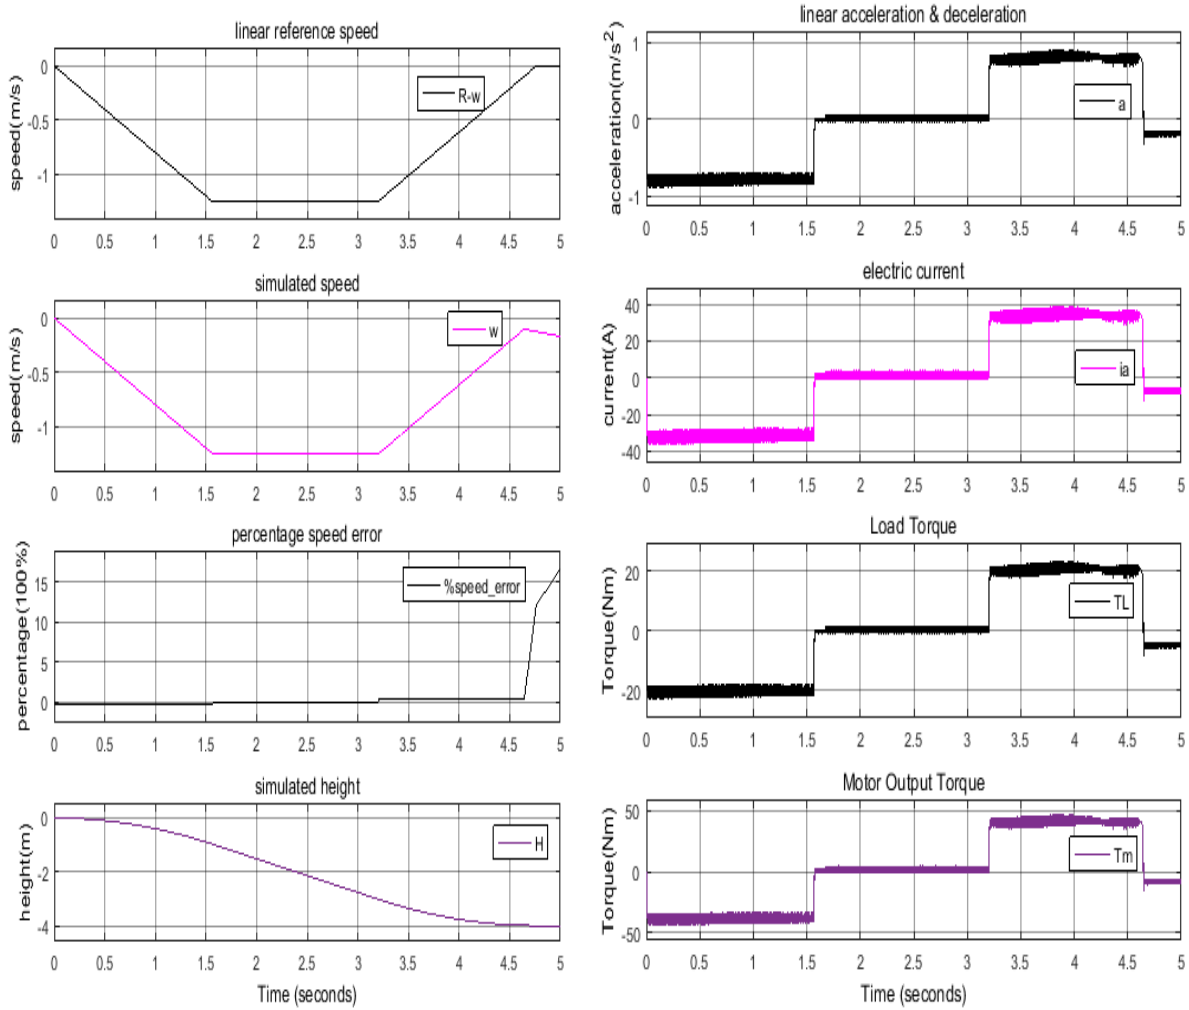 linear reference speed
speed(m/s)
0
-0.5
-1
R-w
0 0.5 1 1.5 2 2.5 3 3.5 4 4.5 5
simulated speed
speed(m/s)
0
-0.5
-1
w
0 0.5 1 1.5 2 2.5 3 3.5 4 4.5 5
percentage speed error
percentage(100%)
15
10
5
0
%speed_error
0 0.5 1 1.5 2 2.5 3 3.5 4 4.5 5
simulated height
height(m)
0
-2
-4
H
0 0.5 1 1.5 2 2.5 3 3.5 4 4.5 5
Time (seconds)
linear acceleration & deceleration
acceleration(m/s²)
1
0
-1
a
0 0.5 1 1.5 2 2.5 3 3.5 4 4.5 5
electric current
current(A)
40
20
0
-20
-40
ia
0 0.5 1 1.5 2 2.5 3 3.5 4 4.5 5
Load Torque
Torque(Nm)
20
0
-20
TL
0 0.5 1 1.5 2 2.5 3 3.5 4 4.5 5
Motor Output Torque
Torque(Nm)
50
0
-50
Tm
0 0.5 1 1.5 2 2.5 3 3.5 4 4.5 5
Time (seconds)